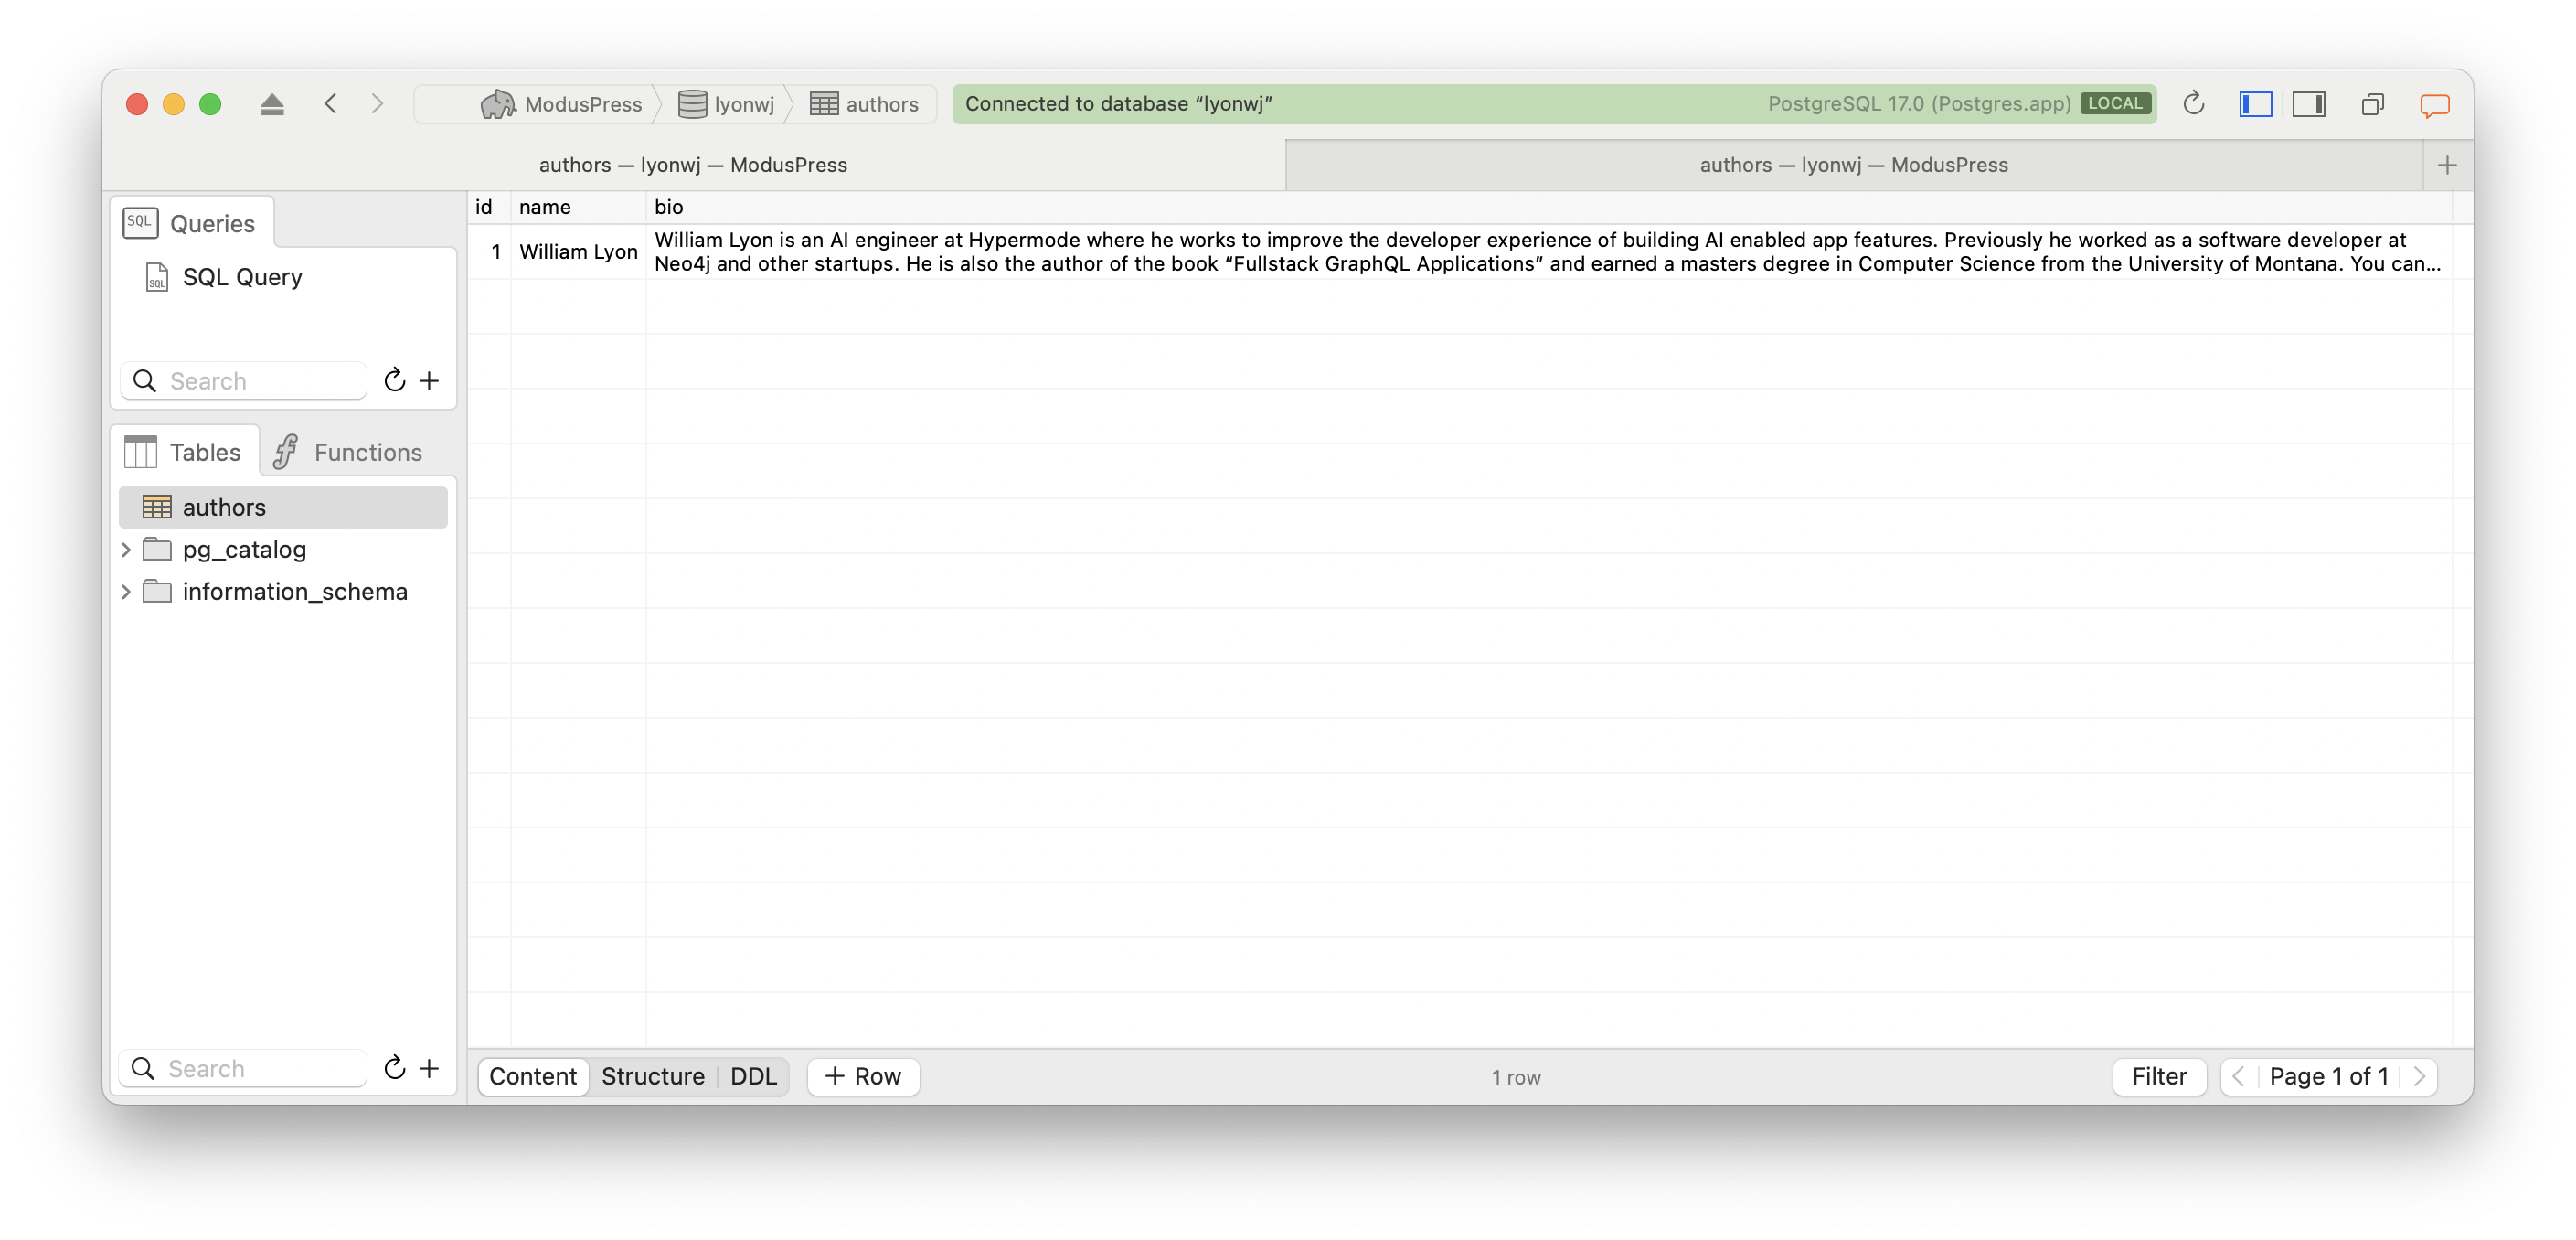 ModusPress lyonwj authors
Connected to database “lyonwj” PostgreSQL 17.0 (Postgres.app) LOCAL
authors — lyonwj — ModusPress
authors — lyonwj — ModusPress
SQL Queries
SQL SQL Query
Search
Tables
Functions
authors
pg_catalog
information_schema
Search
id name bio
1 William Lyon William Lyon is an AI engineer at Hypermode where he works to improve the developer experience of building AI enabled app features. Previously he worked as a software developer at
Neo4j and other startups. He is also the author of the book “Fullstack GraphQL Applications” and earned a masters degree in Computer Science from the University of Montana. You can...
Content Structure DDL + Row 1 row Filter Page 1 of 1